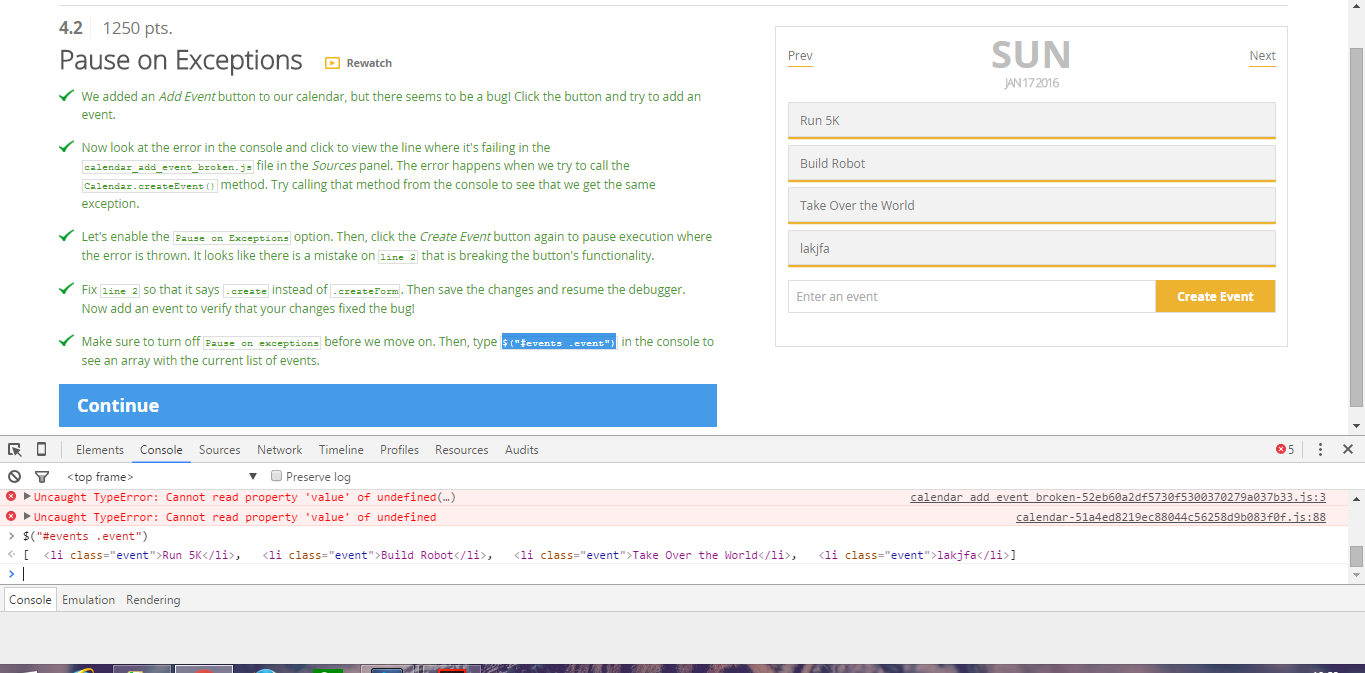 4.2 1250 pts.
Pause on Exceptions Rewatch
We added an Add Event button to our calendar, but there seems to be a bug! Click the button and try to add an
event.
Now look at the error in the console and click to view the line where it's failing in the
calendar_add_event_broken.js file in the Sources panel. The error happens when we try to call the
Calendar.createEvent() method. Try calling that method from the console to see that we get the same
exception.
Let's enable the Pause on Exceptions option. Then, click the Create Event button again to pause execution where
the error is thrown. It looks like there is a mistake on line 2 that is breaking the button's functionality.
Fix line 2 so that it says .create instead of .createForm. Then save the changes and resume the debugger.
Now add an event to verify that your changes fixed the bug!
Make sure to turn off Pause on exceptions before we move on. Then, type $("#events .event") in the console to
see an array with the current list of events.
Continue
Prev SUN Next
JAN 17 2016
Run 5K
Build Robot
Take Over the World
lakjfa
Enter an event Create Event
Elements Console Sources Network Timeline Profiles Resources Audits 5
<top frame> Preserve log
Uncaught TypeError: Cannot read property 'value' of undefined(…) calendar_add_event_broken-52eb60a2df5730f5300370279a037b33.js:3
Uncaught TypeError: Cannot read property 'value' of undefined calendar-51a4ed8219ec88044c56258d9b083f0f.js:88
> $("#events .event")
[ <li class="event">Run 5K</li>, <li class="event">Build Robot</li>, <li class="event">Take Over the World</li>, <li class="event">lakjfa</li>]
>
Console Emulation Rendering